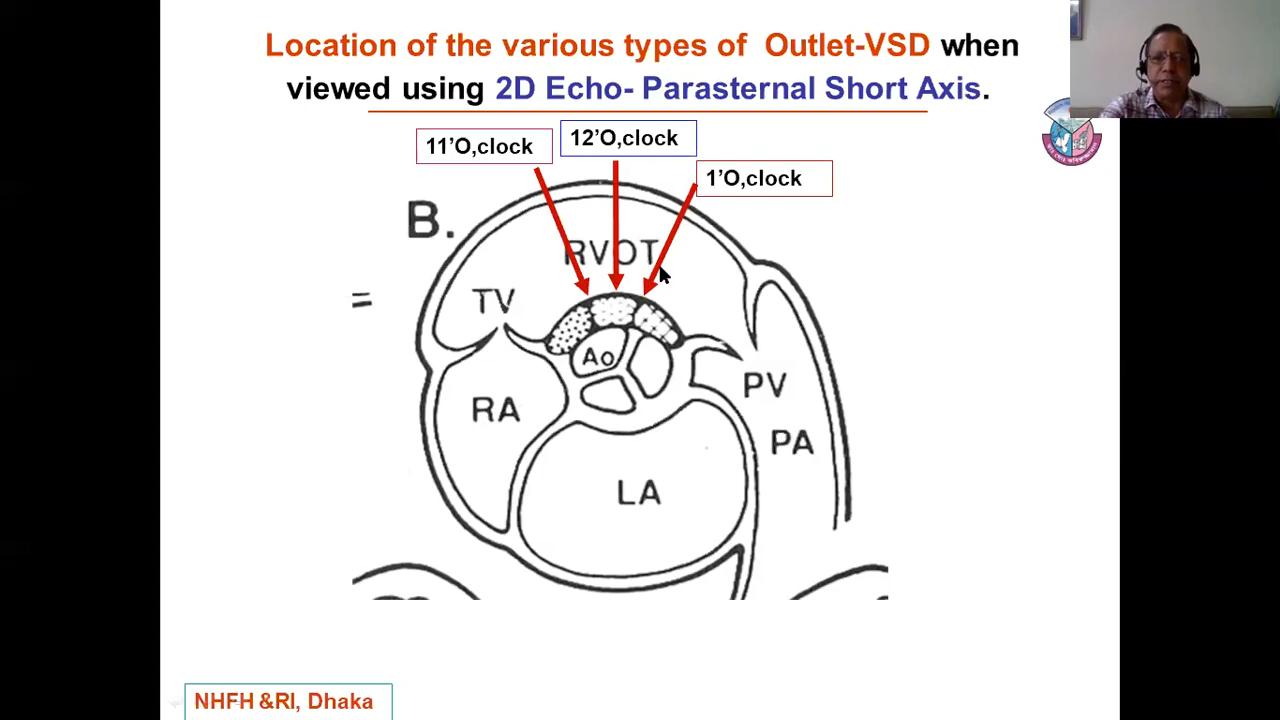 Location of the various types of Outlet-VSD when
viewed using 2D Echo- Parasternal Short Axis.
11’O,clock
12’O,clock
1’O,clock
B.
RVOT
=
TV
Ao
PV
RA
PA
LA
NHFH &RI, Dhaka